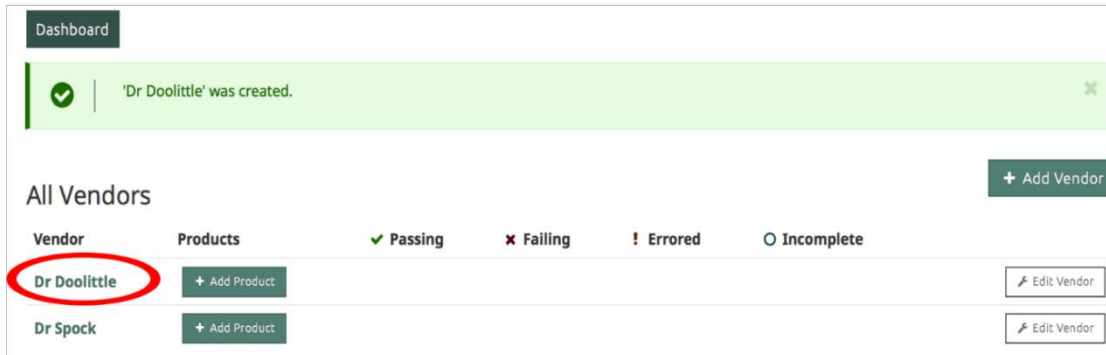 Dashboard
'Dr Doolittle' was created.
+ Add Vendor
All Vendors
Vendor Products Passing Failing Errored Incomplete
Dr Doolittle + Add Product Edit Vendor
Dr Spock + Add Product Edit Vendor